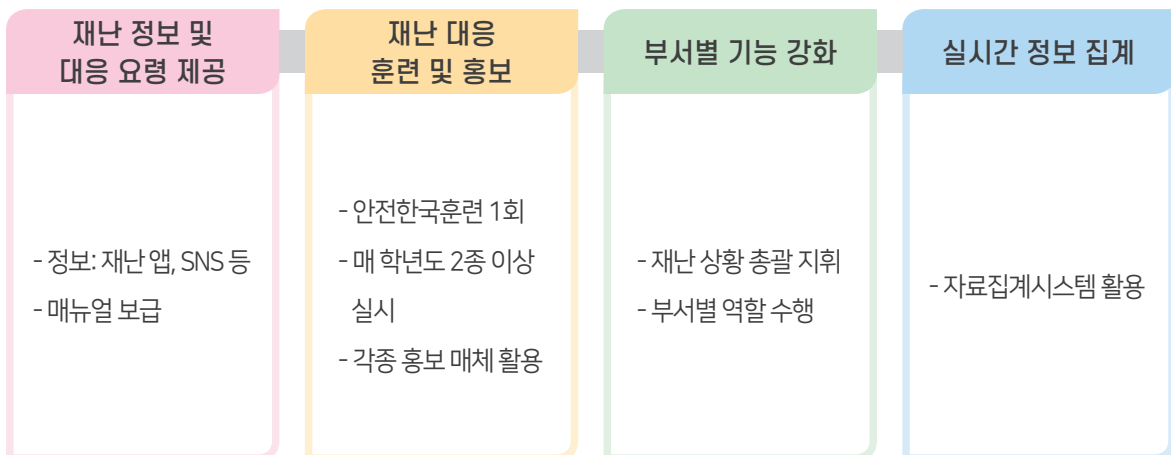 재난 정보 및
대응 요령 제공
- 정보: 재난 앱, SNS 등
- 매뉴얼 보급
재난 대응
훈련 및 홍보
- 안전한국훈련 1회
- 매 학년도 2종 이상
실시
- 각종 홍보 매체 활용
부서별 기능 강화
- 재난 상황 총괄 지휘
- 부서별 역할 수행
실시간 정보 집계
- 자료집계시스템 활용